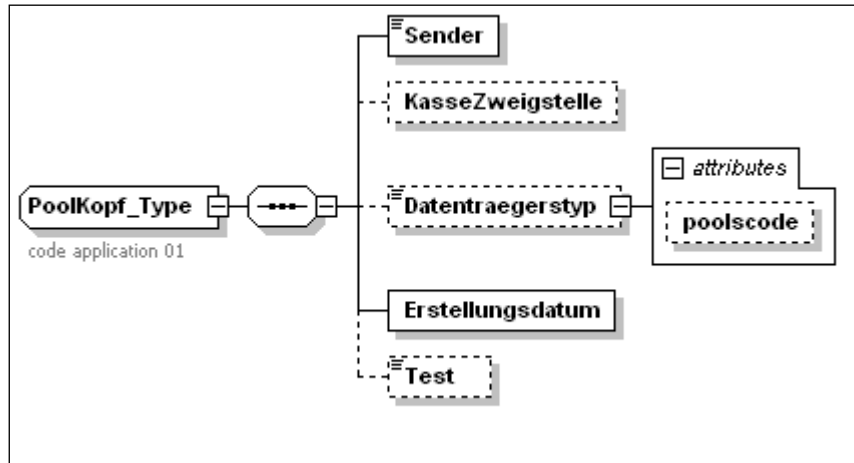 Sender
KasseZweigstelle
attributes
PoolKopf_Type
Datentraegerstyp
poolscode
code application 01
Erstellungsdatum
Test